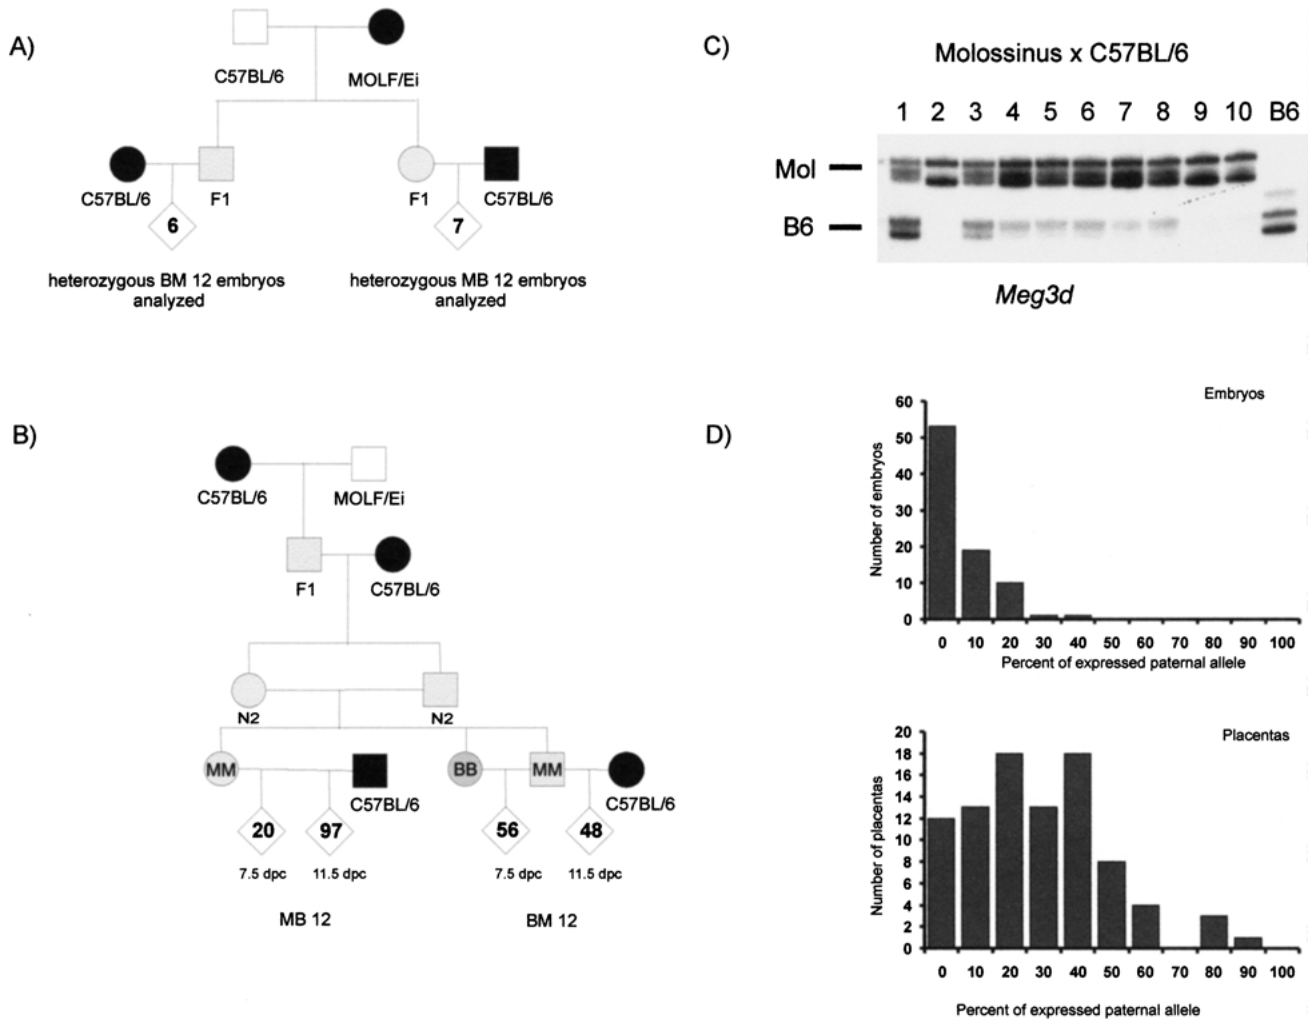 A)
C57BL/6 MOLF/Ei
C57BL/6 F1 F1 C57BL/6
6 7
heterozygous BM 12 embryos analyzed
heterozygous MB 12 embryos analyzed
B)
C57BL/6 MOLF/Ei
F1 C57BL/6
N2 N2
MM BB MM
C57BL/6 C57BL/6
20 97 56 48
7.5 dpc 11.5 dpc 7.5 dpc 11.5 dpc
MB 12 BM 12
C)
Molossinus x C57BL/6
1 2 3 4 5 6 7 8 9 10 B6
Mol
B6
Meg3d
D)
Embryos
Number of embryos
60
50
40
30
20
10
0
0 10 20 30 40 50 60 70 80 90 100
Percent of expressed paternal allele
Placentas
Number of placentas
20
18
16
14
12
10
8
6
4
2
0
0 10 20 30 40 50 60 70 80 90 100
Percent of expressed paternal allele